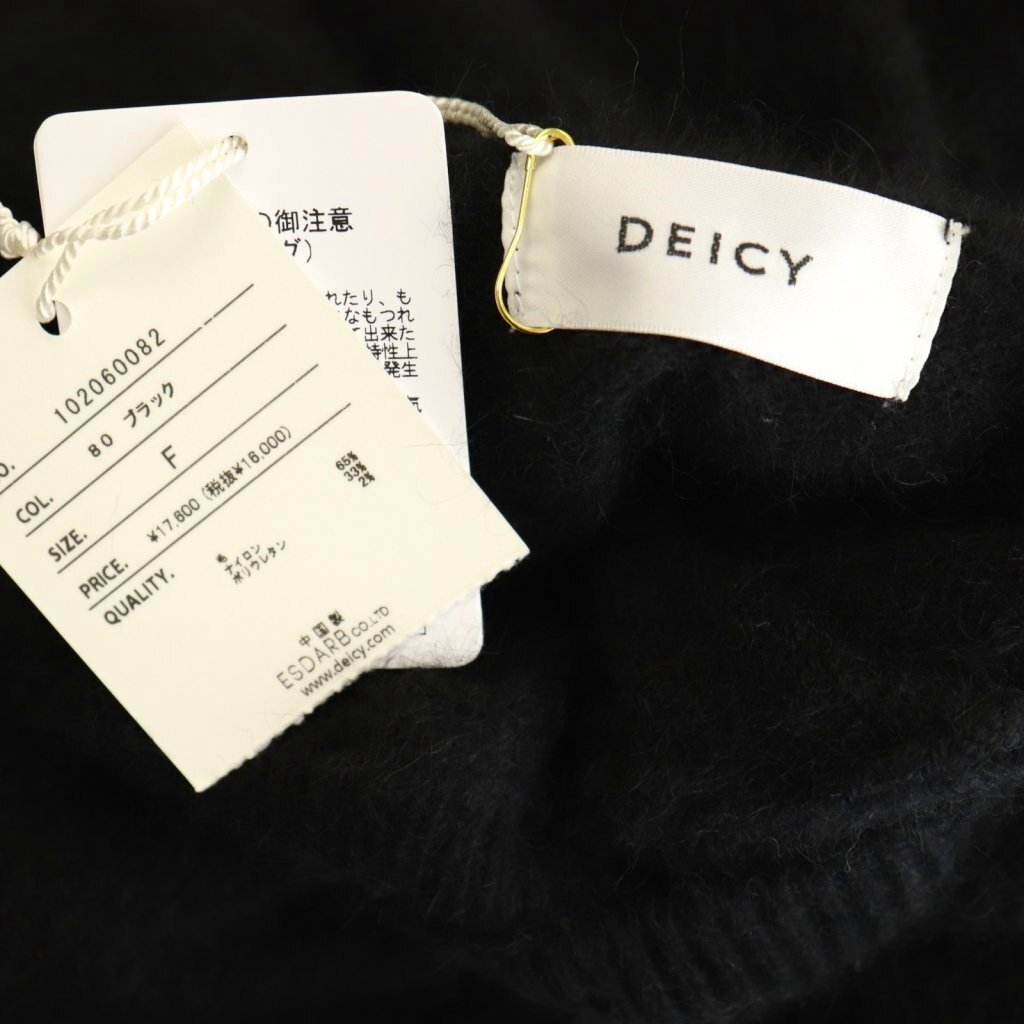 の御注意
グ)
れたり、も
なもつれ
出来た
特性上
発生
気
DEICY
O. 102060082
COL. 80 ブラック
SIZE. F
PRICE. ¥17,600 (税抜¥16,000)
QUALITY.
毛 65%
ナイロン 33%
ポリウレタン 2%
中国製
ESDARB CO.,LTD
www.deicy.com